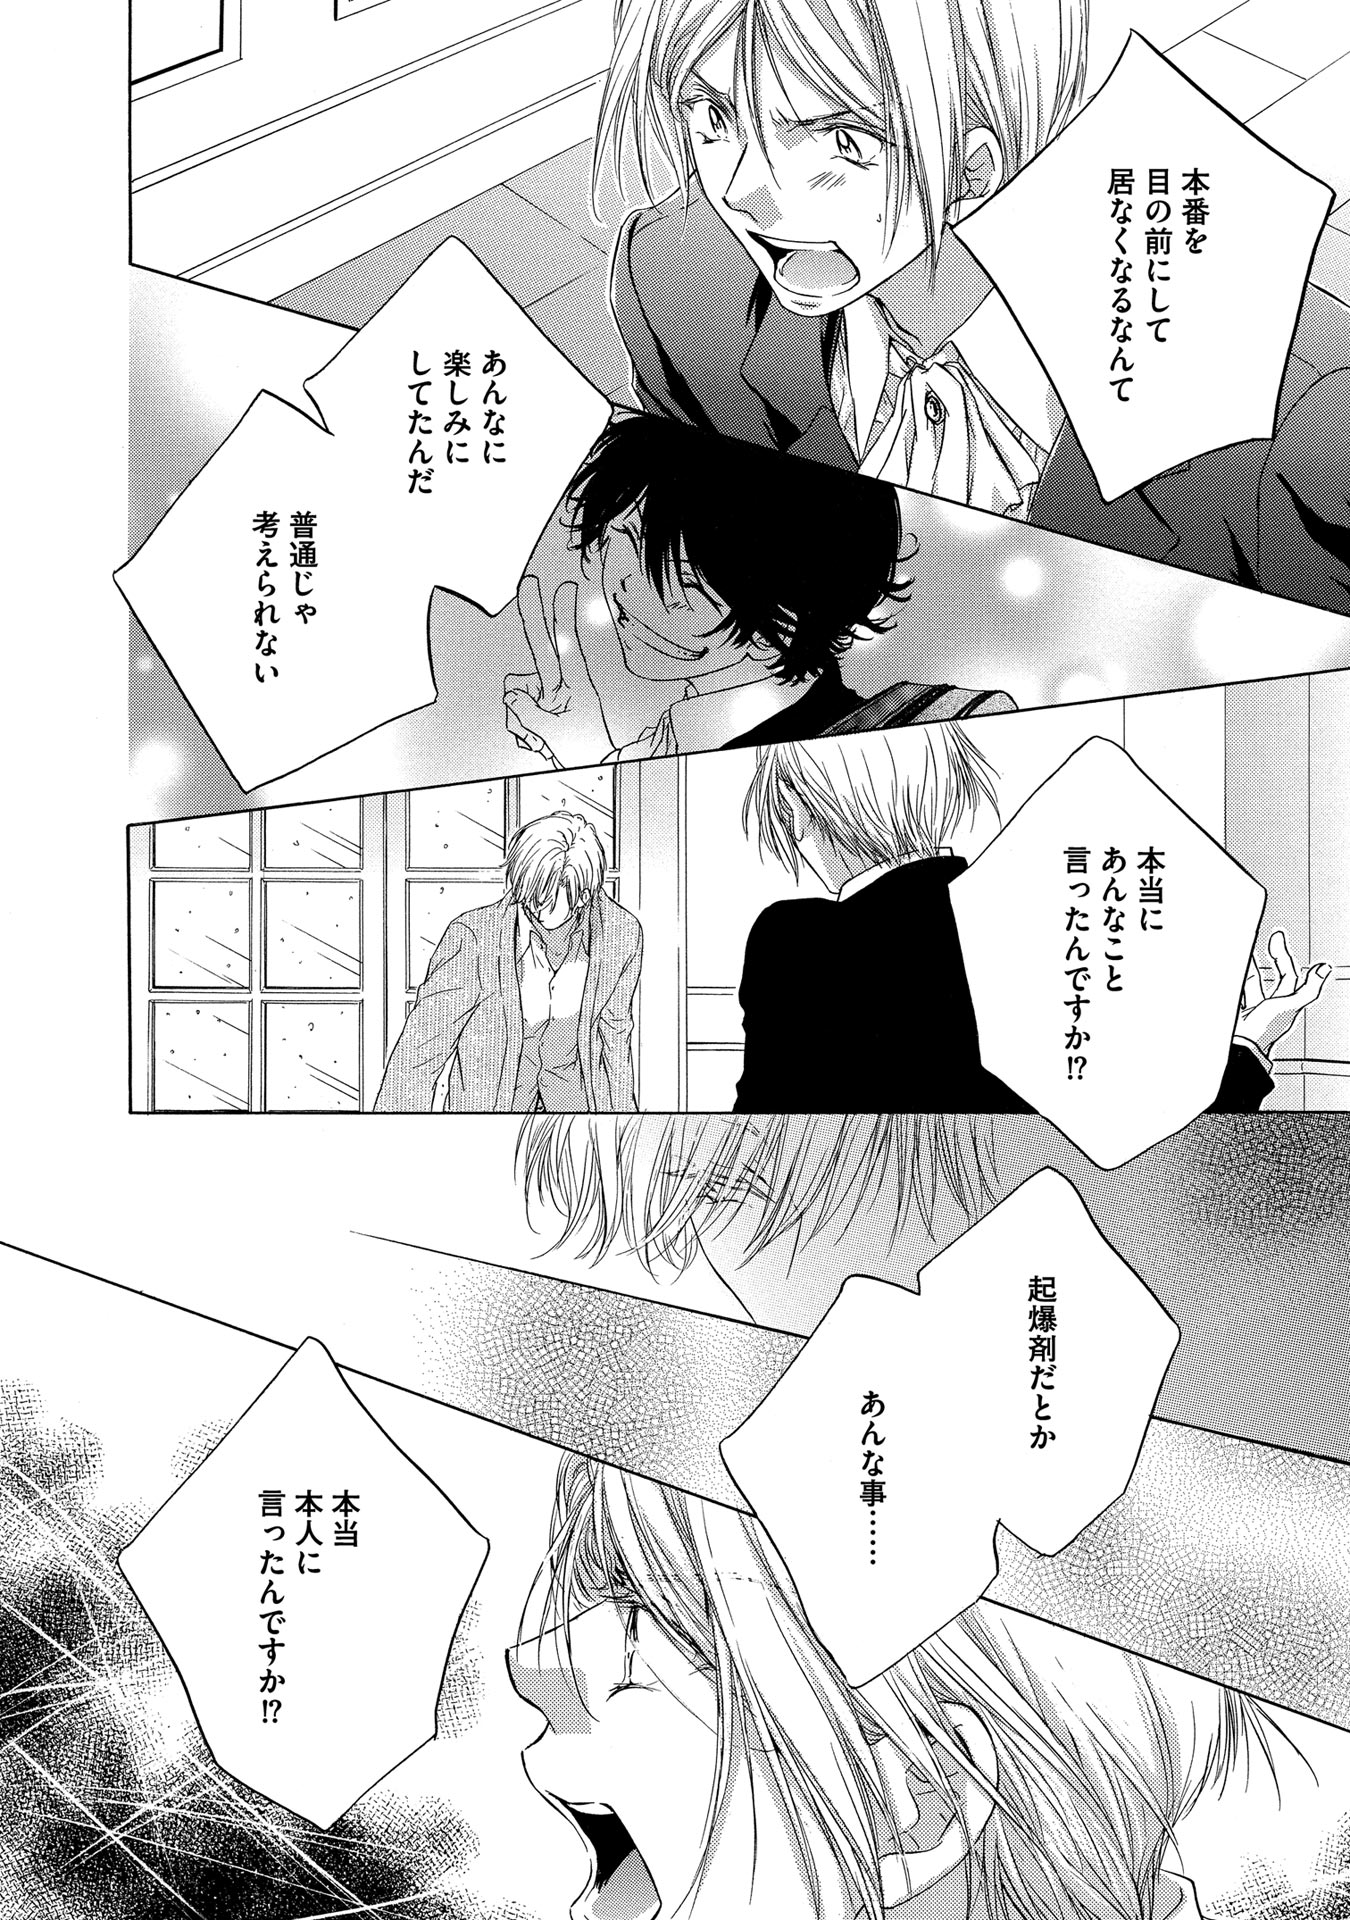 本番を
目の前にして
居なくなるなんて
あんなに
楽しみに
してたんだ
普通じゃ
考えられない
本当に
あんなこと
言ったんですか!?
起爆剤だとか
あんな事……
本当
本人に
言ったんですか!?